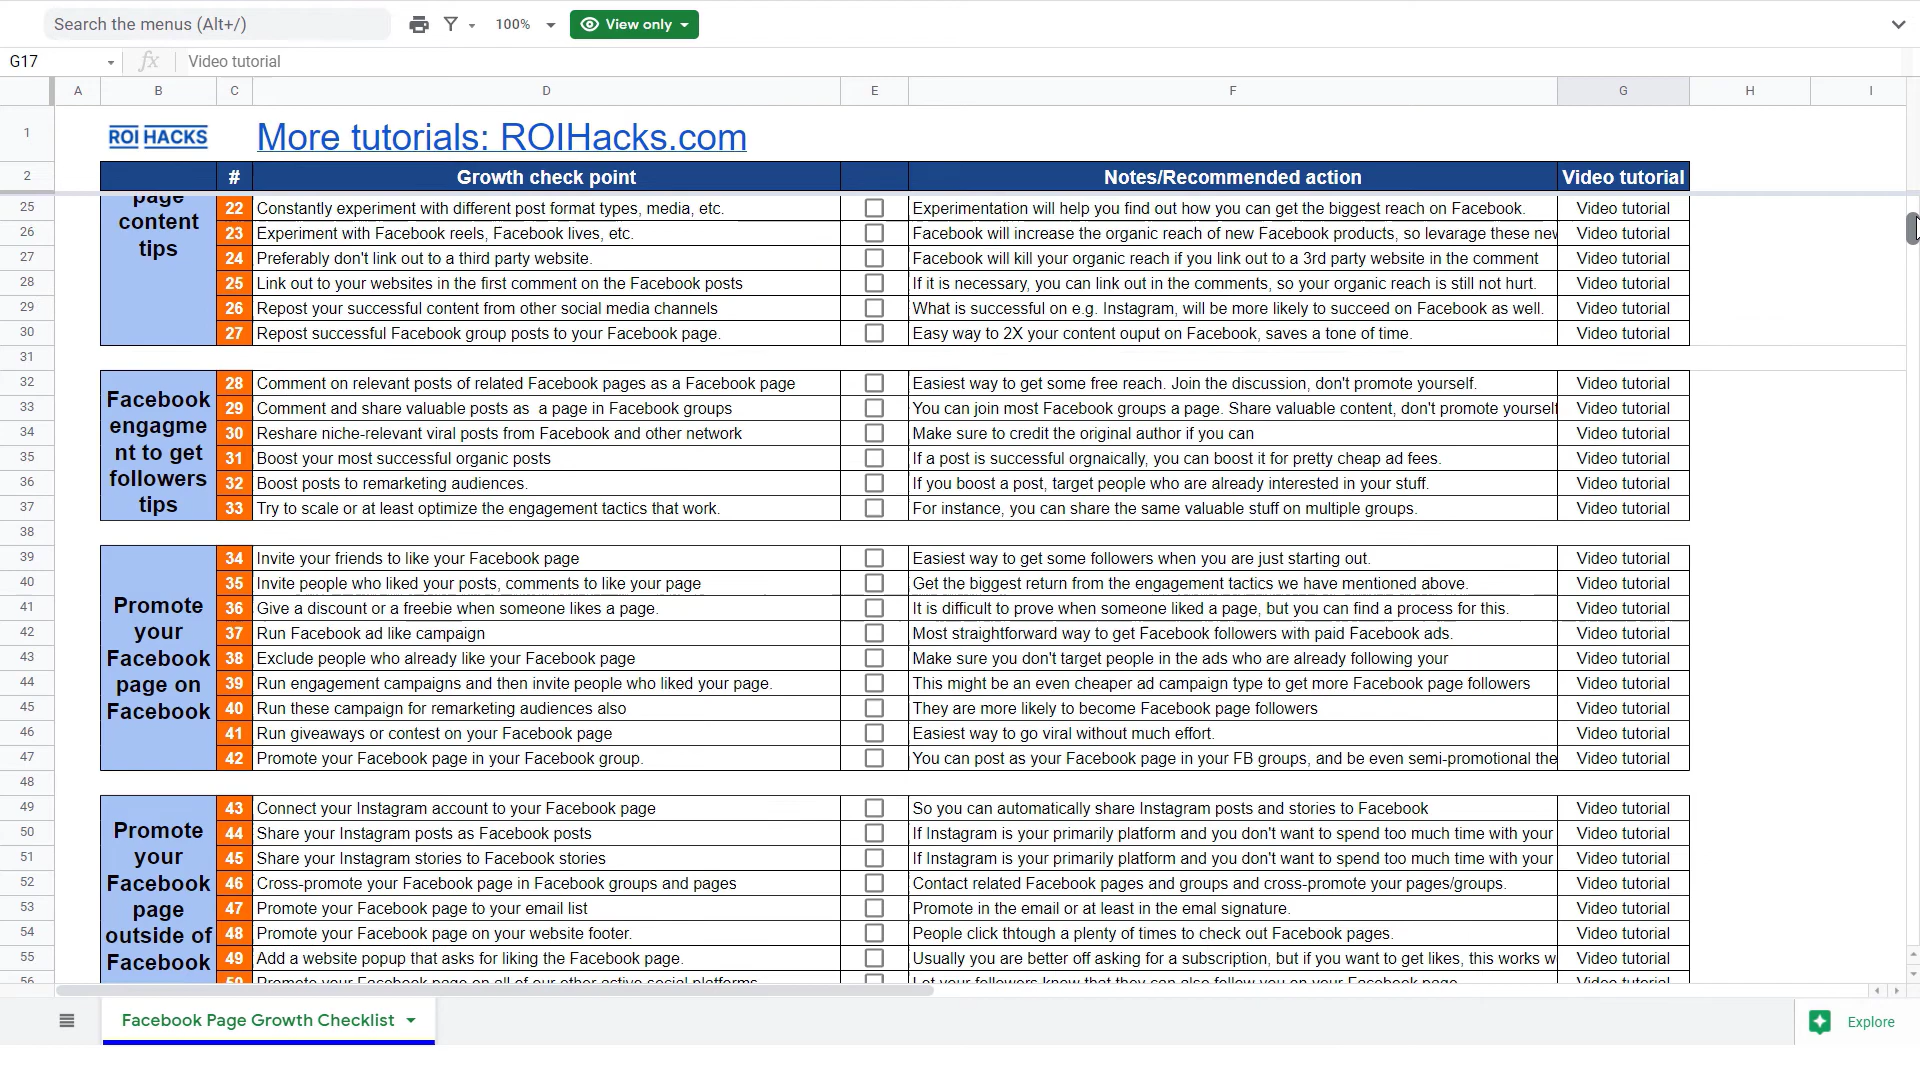 Search the menus (Alt+/)
100%
View only
G17
fx
Video tutorial
A B C D E F G H I
1 ROI HACKS More tutorials: ROIHacks.com
2 # Growth check point Notes/Recommended action Video tutorial
page
content
tips
25 22 Constantly experiment with different post format types, media, etc. Experimentation will help you find out how you can get the biggest reach on Facebook. Video tutorial
26 23 Experiment with Facebook reels, Facebook lives, etc. Facebook will increase the organic reach of new Facebook products, so levarage these new Video tutorial
27 24 Preferably don't link out to a third party website. Facebook will kill your organic reach if you link out to a 3rd party website in the comment Video tutorial
28 25 Link out to your websites in the first comment on the Facebook posts If it is necessary, you can link out in the comments, so your organic reach is still not hurt. Video tutorial
29 26 Repost your successful content from other social media channels What is successful on e.g. Instagram, will be more likely to succeed on Facebook as well. Video tutorial
30 27 Repost successful Facebook group posts to your Facebook page. Easy way to 2X your content ouput on Facebook, saves a tone of time. Video tutorial
31
Facebook
engagme
nt to get
followers
tips
32 28 Comment on relevant posts of related Facebook pages as a Facebook page Easiest way to get some free reach. Join the discussion, don't promote yourself. Video tutorial
33 29 Comment and share valuable posts as a page in Facebook groups You can join most Facebook groups a page. Share valuable content, don't promote yourself Video tutorial
34 30 Reshare niche-relevant viral posts from Facebook and other network Make sure to credit the original author if you can Video tutorial
35 31 Boost your most successful organic posts If a post is successful orgnaically, you can boost it for pretty cheap ad fees. Video tutorial
36 32 Boost posts to remarketing audiences. If you boost a post, target people who are already interested in your stuff. Video tutorial
37 33 Try to scale or at least optimize the engagement tactics that work. For instance, you can share the same valuable stuff on multiple groups. Video tutorial
38
Promote
your
Facebook
page on
Facebook
39 34 Invite your friends to like your Facebook page Easiest way to get some followers when you are just starting out. Video tutorial
40 35 Invite people who liked your posts, comments to like your page Get the biggest return from the engagement tactics we have mentioned above. Video tutorial
41 36 Give a discount or a freebie when someone likes a page. It is difficult to prove when someone liked a page, but you can find a process for this. Video tutorial
42 37 Run Facebook ad like campaign Most straightforward way to get Facebook followers with paid Facebook ads. Video tutorial
43 38 Exclude people who already like your Facebook page Make sure you don't target people in the ads who are already following your Video tutorial
44 39 Run engagement campaigns and then invite people who liked your page. This might be an even cheaper ad campaign type to get more Facebook page followers Video tutorial
45 40 Run these campaign for remarketing audiences also They are more likely to become Facebook page followers Video tutorial
46 41 Run giveaways or contest on your Facebook page Easiest way to go viral without much effort. Video tutorial
47 42 Promote your Facebook page in your Facebook group. You can post as your Facebook page in your FB groups, and be even semi-promotional the Video tutorial
48
Promote
your
Facebook
page
outside of
Facebook
49 43 Connect your Instagram account to your Facebook page So you can automatically share Instagram posts and stories to Facebook Video tutorial
50 44 Share your Instagram posts as Facebook posts If Instagram is your primarily platform and you don't want to spend too much time with your Video tutorial
51 45 Share your Instagram stories to Facebook stories If Instagram is your primarily platform and you don't want to spend too much time with your Video tutorial
52 46 Cross-promote your Facebook page in Facebook groups and pages Contact related Facebook pages and groups and cross-promote your pages/groups. Video tutorial
53 47 Promote your Facebook page to your email list Promote in the email or at least in the emal signature. Video tutorial
54 48 Promote your Facebook page on your website footer. People click thtough a plenty of times to check out Facebook pages. Video tutorial
55 49 Add a website popup that asks for liking the Facebook page. Usually you are better off asking for a subscription, but if you want to get likes, this works w Video tutorial
56 50 Promote your Facebook page on all of our other active social platforms Let your followers know that they can also follow you on your Facebook page Video tutorial
Facebook Page Growth Checklist
Explore